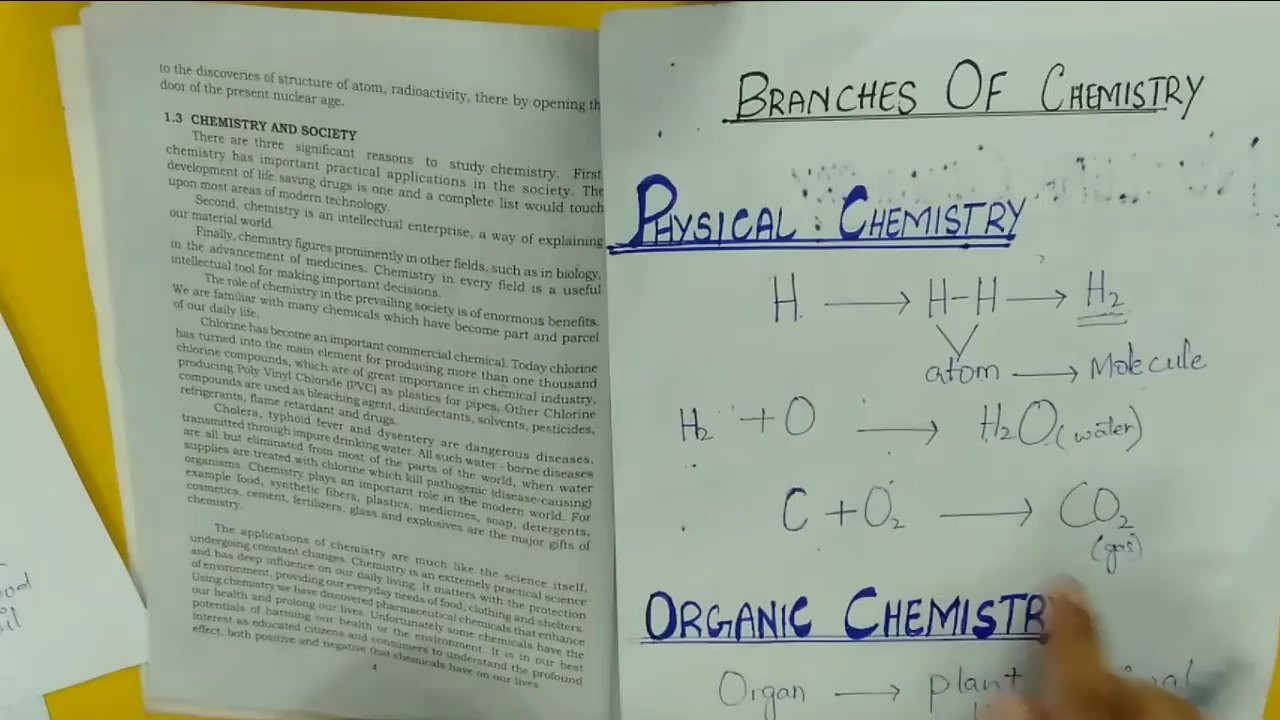 to the discoveries of structure of atom, radioactivity, there by opening th
door of the present nuclear age.
1.3 CHEMISTRY AND SOCIETY
There are three significant reasons to study chemistry. First
chemistry has important practical applications in the society. The
development of life saving drugs is one and a complete list would touch
upon most areas of modern technology.
Second, chemistry is an intellectual enterprise, a way of explaining
our material world.
Finally, chemistry figures prominently in other fields, such as in biology,
in the advancement of medicines. Chemistry in every field is a useful
intellectual tool for making important decisions.
The role of chemistry in the prevailing society is of enormous benefits.
We are familiar with many chemicals which have become part and parcel
of our daily life.
Chlorine has become an important commercial chemical. Today chlorine
has turned into the main element for producing more than one thousand
chlorine compounds, which are of great importance in chemical industry,
producing Poly Vinyl Chloride (PVC) as plastics for pipes. Other Chlorine
compounds are used as bleaching agent, disinfectants, solvents, pesticides,
refrigerants, flame retardant and drugs.
Cholera, typhoid fever and dysentery are dangerous diseases,
transmitted through impure drinking water. All such water - borne diseases
are all but eliminated from most of the parts of the world, when water
supplies are treated with chlorine which kill pathogenic (disease-causing)
organisms. Chemistry plays an important role in the modern world. For
example food, synthetic fibers, plastics, medicines, soap, detergents,
cosmetics, cement, fertilizers, glass and explosives are the major gifts of
chemistry.
The applications of chemistry are much like the science itself,
undergoing constant changes. Chemistry is an extremely practical science
and has deep influence on our daily living. It matters with the protection
of environment, providing our everyday needs of food, clothing and shelters.
Using chemistry we have discovered pharmaceutical chemicals that enhance
our health and prolong our lives. Unfortunately some chemicals have the
potentials of harming our health or the environment. It is in our best
interest as educated citizens and consumers to understand the profound
effect, both positive and negative that chemicals have on our lives
4
BRANCHES OF CHEMISTRY
PHYSICAL CHEMISTRY
H → H-H → H₂
atom → Molecule
H₂ + O → H₂O (water)
C + O₂ → CO₂
(gas)
ORGANIC CHEMISTR
Organ → plant